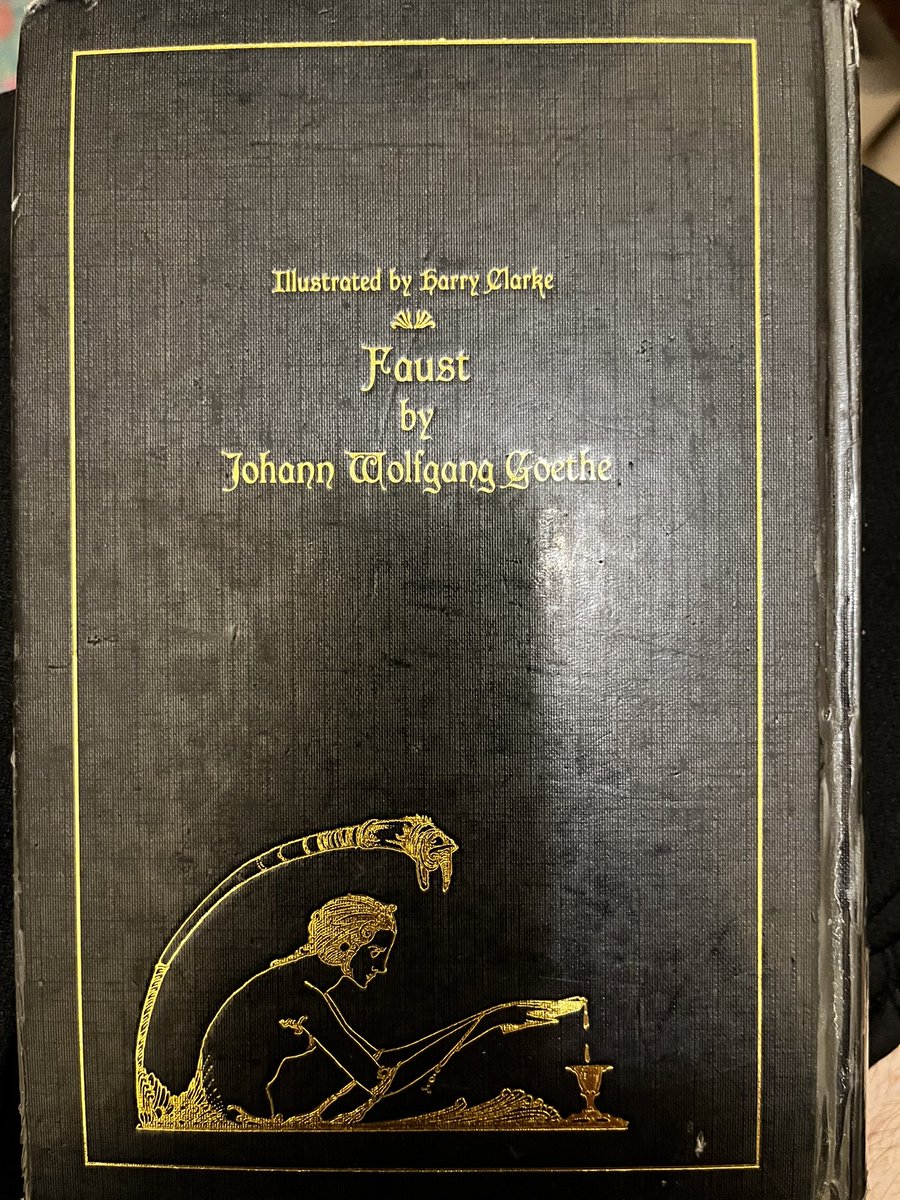 Illustrated by Harry Clarke
Faust
by
Johann Wolfgang Goethe